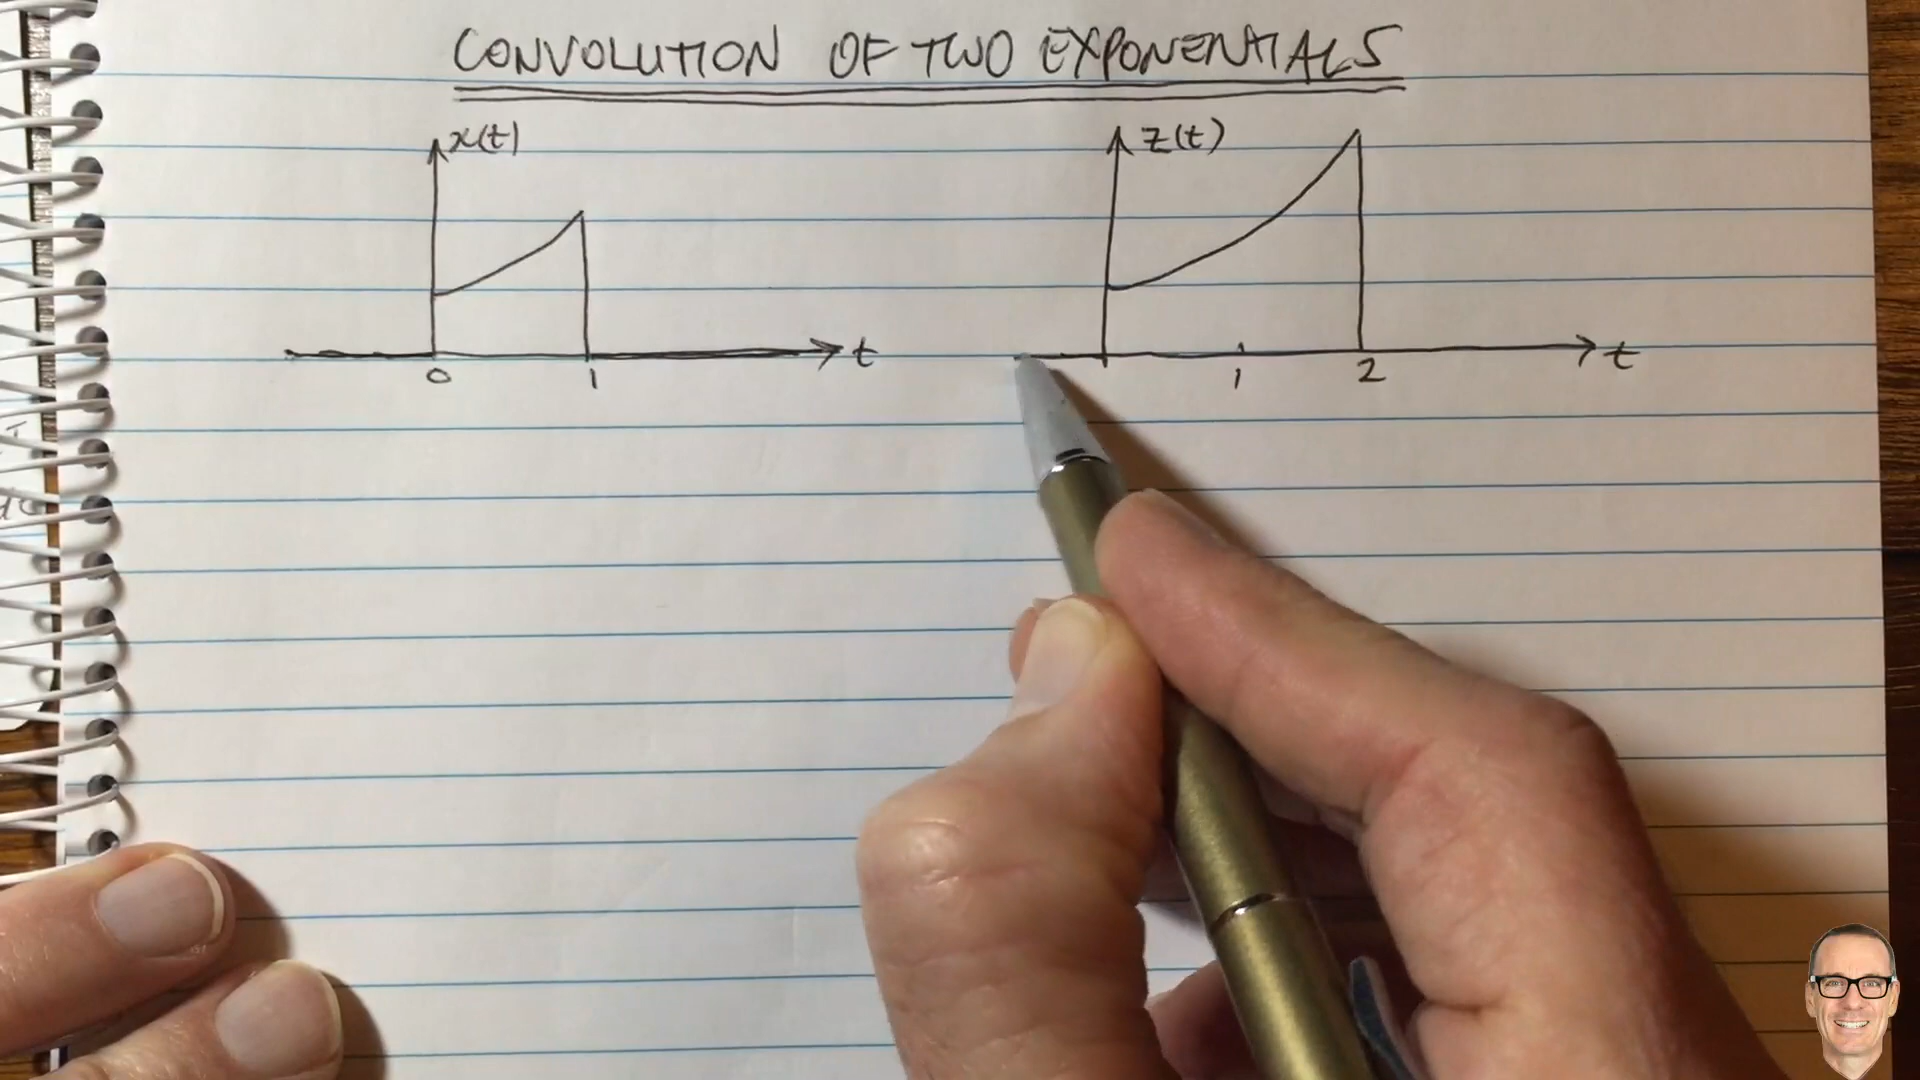 CONVOLUTION OF TWO EXPONENTIALS
x(t)
z(t)
t
t
0
1
1
2